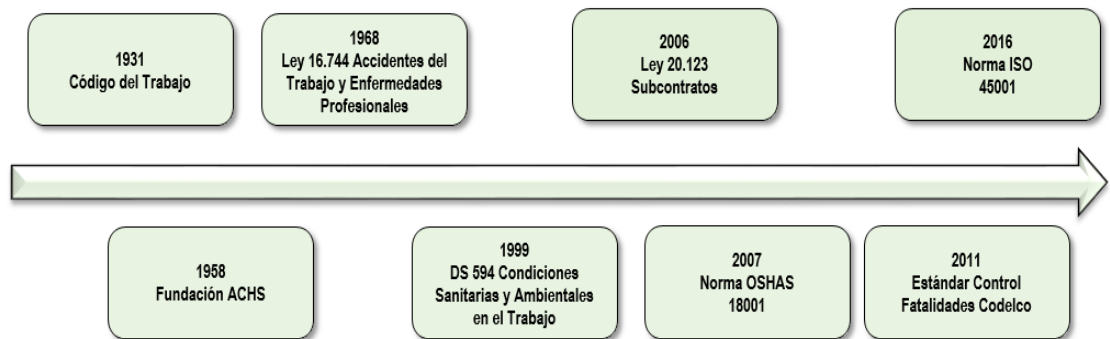 1931
Código del Trabajo
1968
Ley 16.744 Accidentes del
Trabajo y Enfermedades
Profesionales
2006
Ley 20.123
Subcontratos
2016
Norma ISO
45001
1958
Fundación ACHS
1999
DS 594 Condiciones
Sanitarias y Ambientales
en el Trabajo
2007
Norma OSHAS
18001
2011
Estándar Control
Fatalidades Codelco